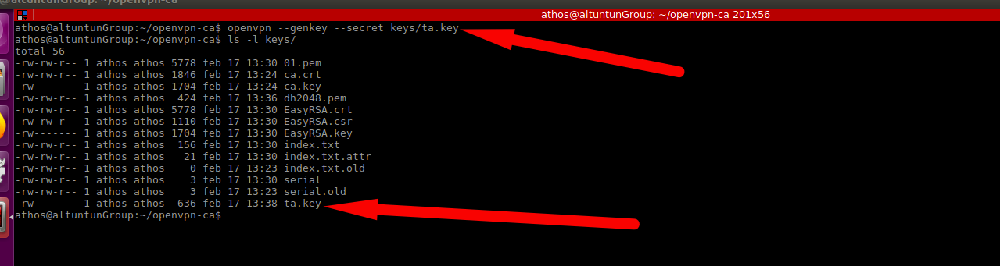 @altuntunGroup: ~/openvpn-ca
athos@altuntunGroup: ~/openvpn-ca 201x56
athos@altuntunGroup:~/openvpn-ca$ openvpn --genkey --secret keys/ta.key
athos@altuntunGroup:~/openvpn-ca$ ls -l keys/
total 56
-rw-rw-r-- 1 athos athos 5778 feb 17 13:30 01.pem
-rw-rw-r-- 1 athos athos 1846 feb 17 13:24 ca.crt
-rw------- 1 athos athos 1704 feb 17 13:24 ca.key
-rw-rw-r-- 1 athos athos  424 feb 17 13:36 dh2048.pem
-rw-rw-r-- 1 athos athos 5778 feb 17 13:30 EasyRSA.crt
-rw-rw-r-- 1 athos athos 1110 feb 17 13:30 EasyRSA.csr
-rw------- 1 athos athos 1704 feb 17 13:30 EasyRSA.key
-rw-rw-r-- 1 athos athos  156 feb 17 13:30 index.txt
-rw-rw-r-- 1 athos athos   21 feb 17 13:30 index.txt.attr
-rw-rw-r-- 1 athos athos    0 feb 17 13:23 index.txt.old
-rw-rw-r-- 1 athos athos    3 feb 17 13:30 serial
-rw-rw-r-- 1 athos athos    3 feb 17 13:23 serial.old
-rw------- 1 athos athos  636 feb 17 13:38 ta.key
athos@altuntunGroup:~/openvpn-ca$